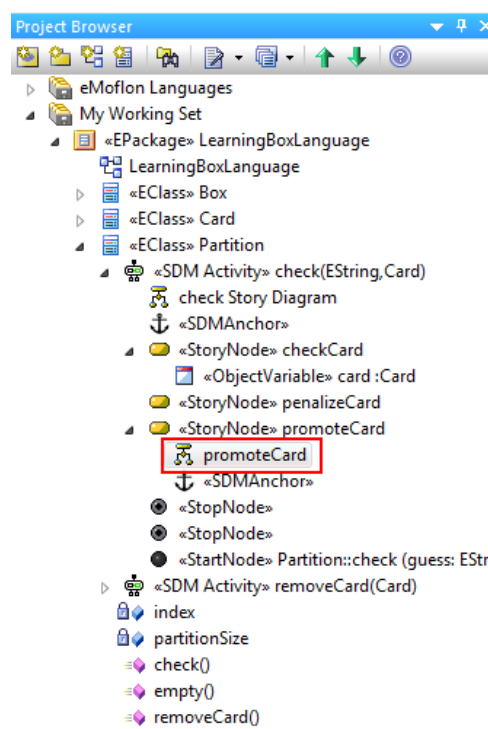 Project Browser
eMoflon Languages
My Working Set
«EPackage» LearningBoxLanguage
LearningBoxLanguage
«EClass» Box
«EClass» Card
«EClass» Partition
«SDM Activity» check(EString,Card)
check Story Diagram
«SDMAnchor»
«StoryNode» checkCard
«ObjectVariable» card :Card
«StoryNode» penalizeCard
«StoryNode» promoteCard
promoteCard
«SDMAnchor»
«StopNode»
«StopNode»
«StartNode» Partition::check (guess: EStr
«SDM Activity» removeCard(Card)
index
partitionSize
check()
empty()
removeCard()